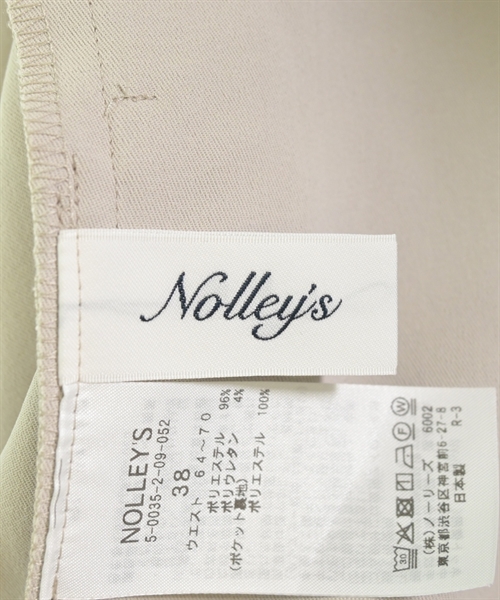 Nolley's
NOLLEY'S
5-0035-2-09-052
38
ウエスト 64～70
ポリエステル 96%
ポリウレタン 4%
(ポケット裏地)
ポリエステル 100%
30
F
W
(株)ノーリーズ 6002
東京都渋谷区神宮前6-27-8
日本製 R-3